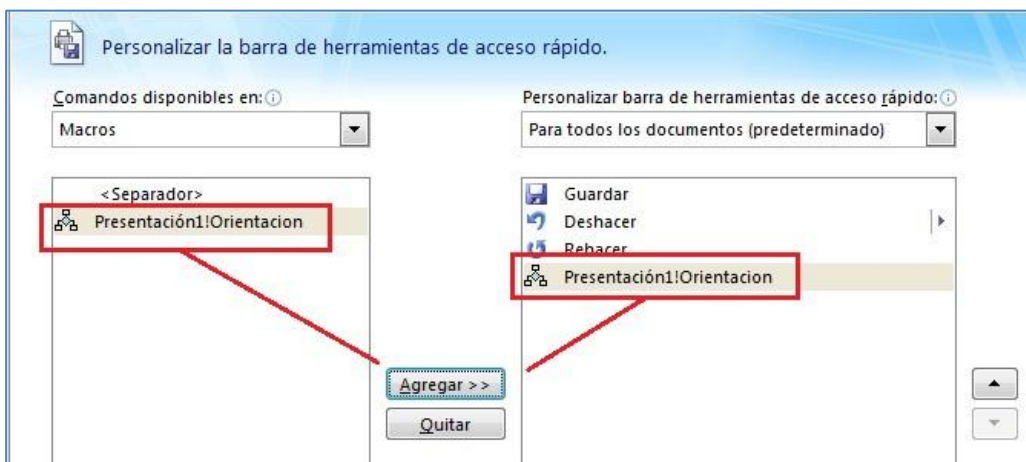 Personalizar la barra de herramientas de acceso rápido.
Comandos disponibles en:
Macros
<Separador>
Presentación1!Orientacion
Agregar >>
Quitar
Personalizar barra de herramientas de acceso rápido:
Para todos los documentos (predeterminado)
Guardar
Deshacer
Rehacer
Presentación1!Orientacion